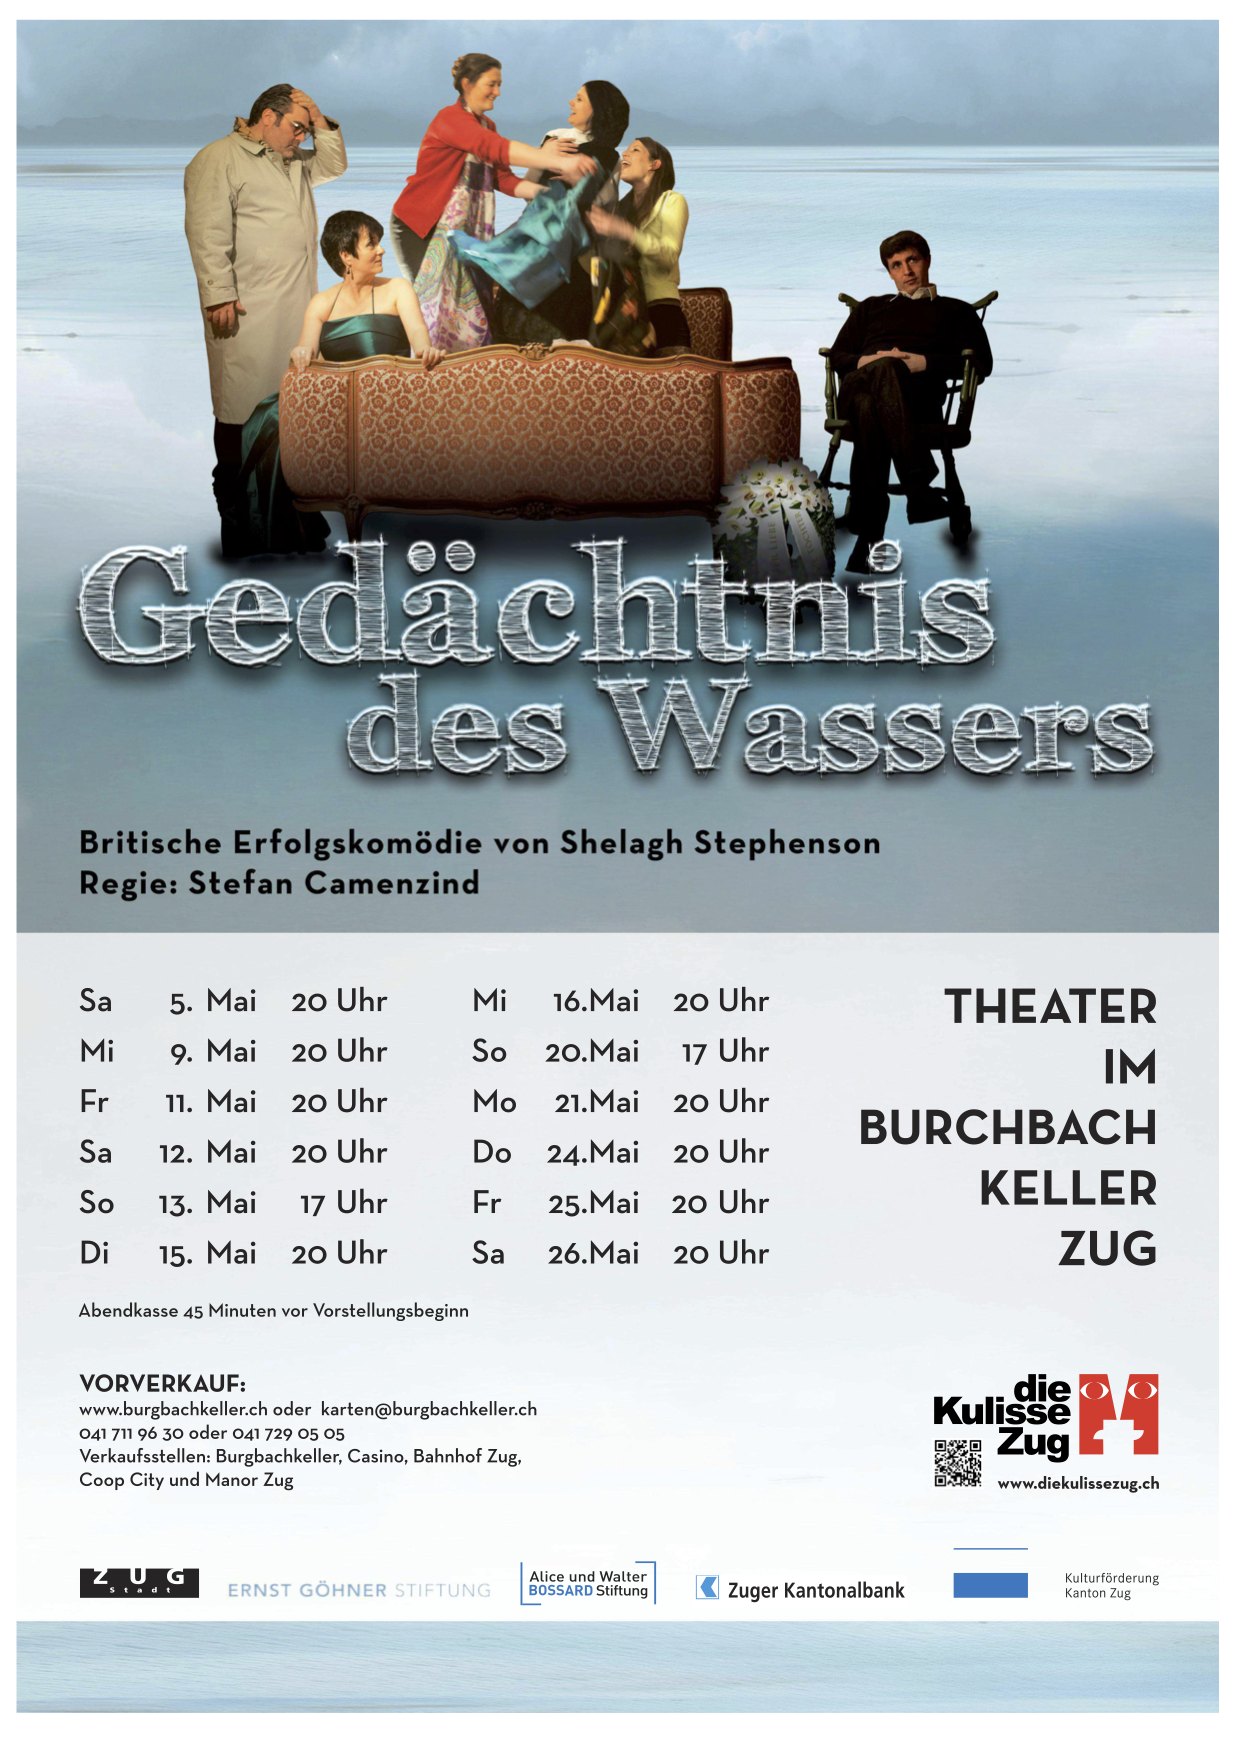 Gedächtnis
des Wassers
Britische Erfolgskomödie von Shelagh Stephenson
Regie: Stefan Camenzind
Sa 5. Mai 20 Uhr
Mi 9. Mai 20 Uhr
Fr 11. Mai 20 Uhr
Sa 12. Mai 20 Uhr
So 13. Mai 17 Uhr
Di 15. Mai 20 Uhr
Mi 16.Mai 20 Uhr
So 20.Mai 17 Uhr
Mo 21.Mai 20 Uhr
Do 24.Mai 20 Uhr
Fr 25.Mai 20 Uhr
Sa 26.Mai 20 Uhr
THEATER
IM
BURCHBACH
KELLER
ZUG
Abendkasse 45 Minuten vor Vorstellungsbeginn
VORVERKAUF:
www.burgbachkeller.ch oder karten@burgbachkeller.ch
041 711 96 30 oder 041 729 05 05
Verkaufsstellen: Burgbachkeller, Casino, Bahnhof Zug,
Coop City und Manor Zug
die
Kulisse
Zug
www.diekulissezug.ch
ZUG
Stadt
ERNST GÖHNER STIFTUNG
Alice und Walter
BOSSARD Stiftung
Zuger Kantonalbank
Kulturförderung
Kanton Zug